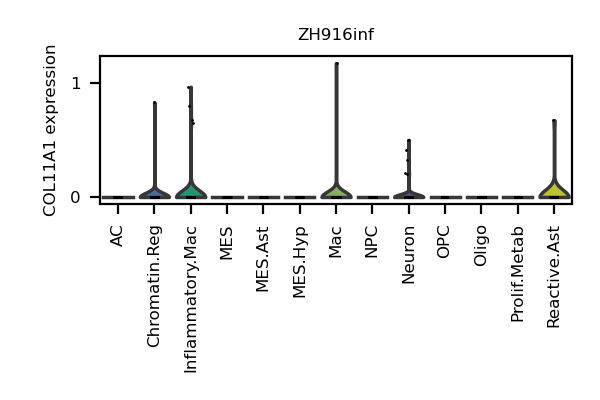 ZH916inf
COL11A1 expression
1
0
AC
Chromatin.Reg
Inflammatory.Mac
MES
MES.Ast
MES.Hyp
Mac
NPC
Neuron
OPC
Oligo
Prolif.Metab
Reactive.Ast